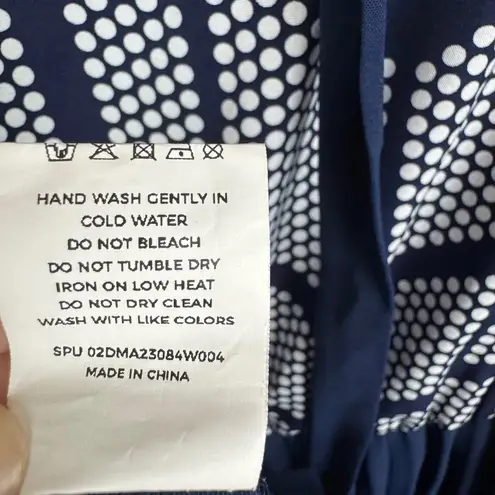 HAND WASH GENTLY IN
COLD WATER
DO NOT BLEACH
DO NOT TUMBLE DRY
IRON ON LOW HEAT
DO NOT DRY CLEAN
WASH WITH LIKE COLORS
SPU 02DMA23084W004
MADE IN CHINA